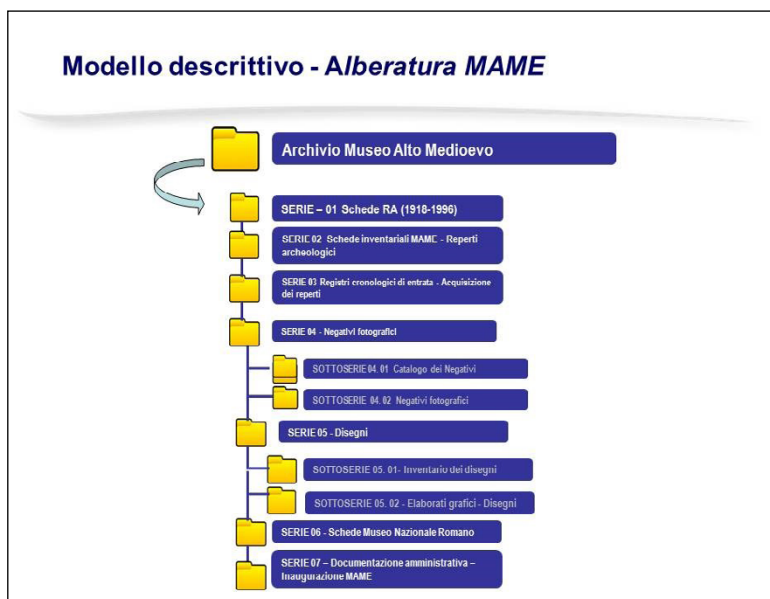 Modello descrittivo - Alberatura MAME
Archivio Museo Alto Medioevo
SERIE – 01 Schede RA (1918-1996)
SERIE 02 Schede inventariali MAME - Reperti
archeologici
SERIE 03 Registri cronologici di entrata - Acquisizione
dei reperti
SERIE 04 - Negativi fotografici
SOTTOSERIE 04. 01 Catalogo dei Negativi
SOTTOSERIE 04. 02 Negativi fotografici
SERIE 05 - Disegni
SOTTOSERIE 05. 01- Inventario dei disegni
SOTTOSERIE 05. 02 - Elaborati grafici - Disegni
SERIE 06 - Schede Museo Nazionale Romano
SERIE 07 – Documentazione amministrativa –
Inaugurazione MAME